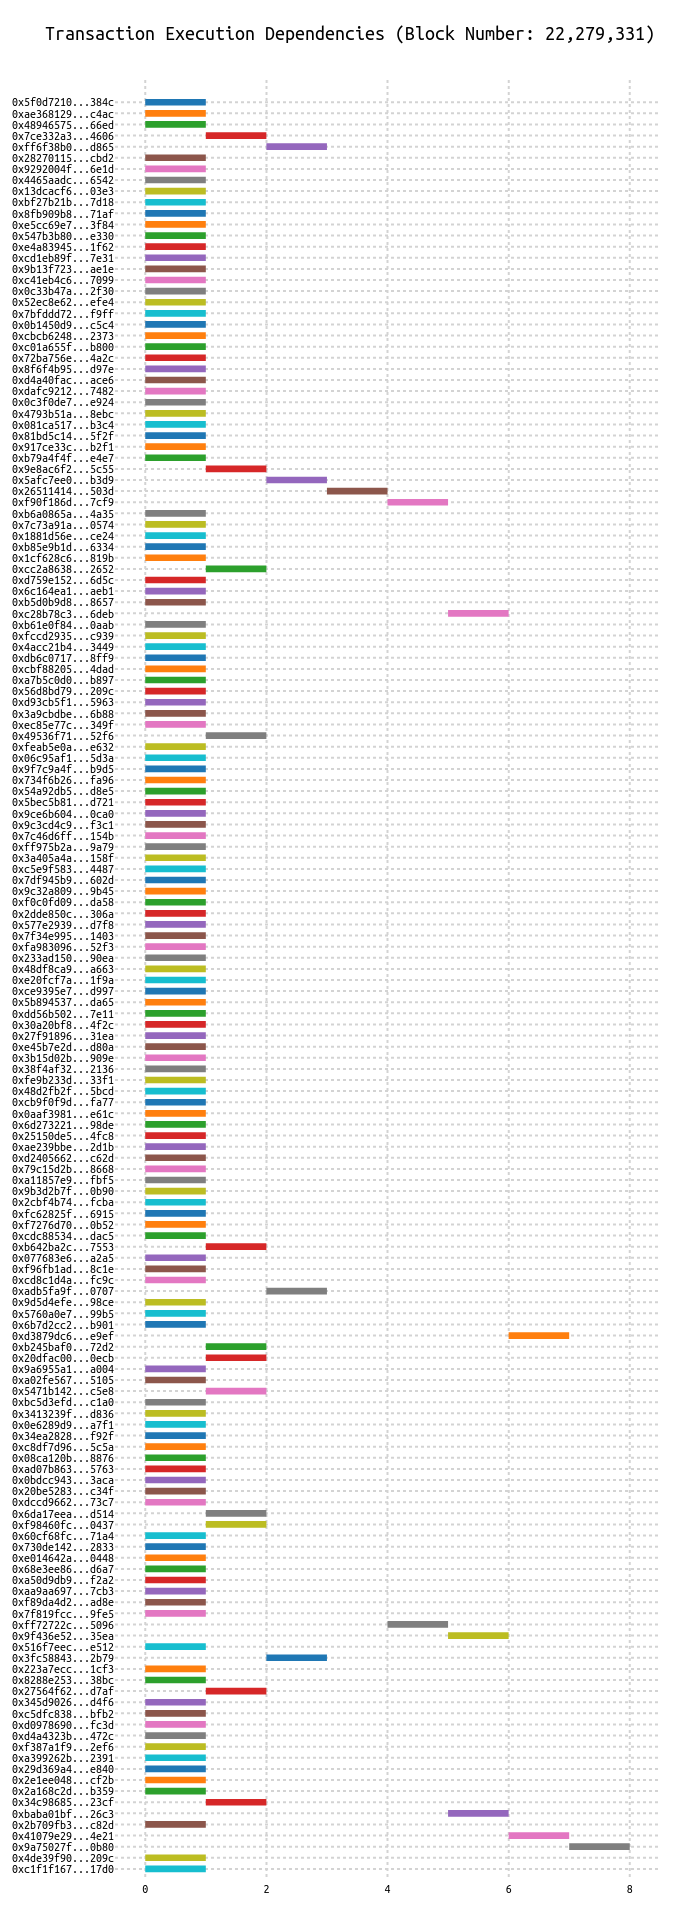 Transaction Execution Dependencies (Block Number: 22,279,331)
0x5f0d7210...384c
0xae368129...c4ac
0x48946575...66ed
0x7ce332a3...4606
0xff6f38b0...d865
0x28270115...cbd2
0x9292004f...6e1d
0x4465aadc...6542
0x13dcacf6...03e3
0xbf27b21b...7d18
0x8fb909b8...71af
0xe5cc69e7...3f84
0x547b3b80...e330
0xe4a83945...1f62
0xcd1eb89f...7e31
0x9b13f723...ae1e
0xc41eb4c6...7099
0x0c33b47a...2f30
0x52ec8e62...efe4
0x7bfddd72...f9ff
0x0b1450d9...c5c4
0xcbcb6248...2373
0xc01a655f...b800
0x72ba756e...4a2c
0x8f6f4b95...d97e
0xd4a40fac...ace6
0xdafc9212...7482
0x0c3f0de7...e924
0x4793b51a...8ebc
0x081ca517...b3c4
0x81bd5c14...5f2f
0x917ce33c...b2f1
0xb79a4f4f...e4e7
0x9e8ac6f2...5c55
0x5afc7ee0...b3d9
0x26511414...503d
0xf90f186d...7cf9
0xb6a0865a...4a35
0x7c73a91a...0574
0x1881d56e...ce24
0xb85e9b1d...6334
0x1cf628c6...819b
0xcc2a8638...2652
0xd759e152...6d5c
0x6c164ea1...aeb1
0xb5d0b9d8...8657
0xc28b78c3...6deb
0xb61e0f84...0aab
0xfccd2935...c939
0x4acc21b4...3449
0xdb6c0717...8ff9
0xcbf88205...4dad
0xa7b5c0d0...b897
0x56d8bd79...209c
0xd93cb5f1...5963
0x3a9cbdbe...6b88
0xec85e77c...349f
0x49536f71...52f6
0xfeab5e0a...e632
0x06c95af1...5d3a
0x9f7c9a4f...b9d5
0x734f6b26...fa96
0x54a92db5...d8e5
0x5bec5b81...d721
0x9ce6b604...0ca0
0x9c3cd4c9...f3c1
0x7c46d6ff...154b
0xff975b2a...9a79
0x3a405a4a...158f
0xc5e9f583...4487
0x7df945b9...602d
0x9c32a809...9b45
0xf0c0fd09...da58
0x2dde850c...306a
0x577e2939...d7f8
0x7f34e995...1403
0xfa983096...52f3
0x233ad150...90ea
0x48df8ca9...a663
0xe20fcf7a...1f9a
0xce9395e7...d997
0x5b894537...da65
0xdd56b502...7e11
0x30a20bf8...4f2c
0x27f91896...31ea
0xe45b7e2d...d80a
0x3b15d02b...909e
0x38f4af32...2136
0xfe9b233d...33f1
0x48d2fb2f...5bcd
0xcb9f0f9d...fa77
0x0aaf3981...e61c
0x6d273221...98de
0x25150de5...4fc8
0xae239bbe...2d1b
0xd2405662...c62d
0x79c15d2b...8668
0xa11857e9...fbf5
0x9b3d2b7f...0b90
0x2cbf4b74...fcba
0xfc62825f...6915
0xf7276d70...0b52
0xcdc88534...dac5
0xb642ba2c...7553
0x077683e6...a2a5
0xf96fb1ad...8c1e
0xcd8c1d4a...fc9c
0xadb5fa9f...0707
0x9d5d4efe...98ce
0x5760a0e7...99b5
0x6b7d2cc2...b901
0xd3879dc6...e9ef
0xb245baf0...72d2
0x20dfac00...0ecb
0x9a6955a1...a004
0xa02fe567...5105
0x5471b142...c5e8
0xbc5d3efd...c1a0
0x3413239f...d836
0x0e6289d9...a7f1
0x34ea2828...f92f
0xc8df7d96...5c5a
0x08ca120b...8876
0xad07b863...5763
0x0bdcc943...3aca
0x20be5283...c34f
0xdccd9662...73c7
0x6da17eea...d514
0xf98460fc...0437
0x60cf68fc...71a4
0x730de142...2833
0xe014642a...0448
0x68e3ee86...d6a7
0xa50d9db9...f2a2
0xaa9aa697...7cb3
0xf89da4d2...ad8e
0x7f819fcc...9fe5
0xff72722c...5096
0x9f436e52...35ea
0x516f7eec...e512
0x3fc58843...2b79
0x223a7ecc...1cf3
0x8288e253...38bc
0x27564f62...d7af
0x345d9026...d4f6
0xc5dfc838...bfb2
0xd0978690...fc3d
0xd4a4323b...472c
0xf387a1f9...2ef6
0xa399262b...2391
0x29d369a4...e840
0x2e1ee048...cf2b
0x2a168c2d...b359
0x34c98685...23cf
0xbaba01bf...26c3
0x2b709fb3...c82d
0x41079e29...4e21
0x9a75027f...0b80
0x4de39f90...209c
0xc1f1f167...17d0
0 2 4 6 8